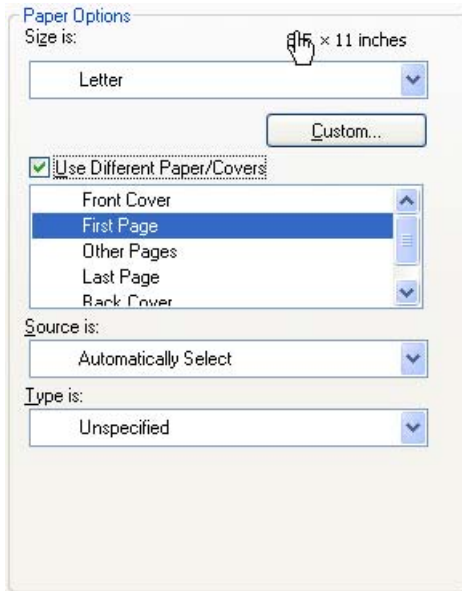 Paper Options
Size is:
× 11 inches
Letter
Custom...
Use Different Paper/Covers
Front Cover
First Page
Other Pages
Last Page
Back Cover
Source is:
Automatically Select
Type is:
Unspecified